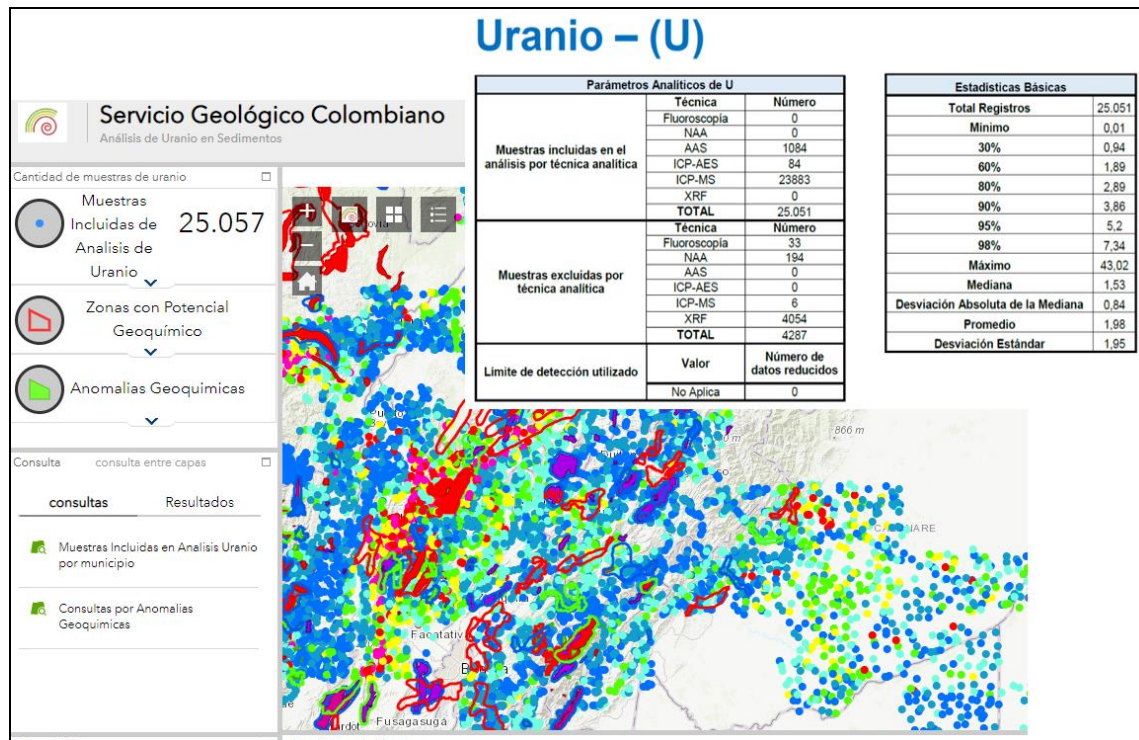 Uranio – (U)
Servicio Geológico Colombiano
Análisis de Uranio en Sedimentos
Cantidad de muestras de uranio
Muestras
Incluidas de
Analisis de
Uranio
25.057
Zonas con Potencial
Geoquímico
Anomalias Geoquimicas
Consulta consulta entre capas
consultas Resultados
Muestras Incluidas en Analisis Uranio
por municipio
Consultas por Anomalias
Geoquimicas
Parámetros Analíticos de U
Muestras incluidas en el
análisis por técnica analítica
Técnica Número
Fluoroscopía 0
NAA 0
AAS 1084
ICP-AES 84
ICP-MS 23883
XRF 0
TOTAL 25.051
Muestras excluidas por
técnica analítica
Técnica Número
Fluoroscopía 33
NAA 194
AAS 0
ICP-AES 0
ICP-MS 6
XRF 4054
TOTAL 4287
Límite de detección utilizado
Valor Número de
datos reducidos
No Aplica 0
Estadísticas Básicas
Total Registros 25.051
Mínimo 0,01
30% 0,94
60% 1,89
80% 2,89
90% 3,86
95% 5,2
98% 7,34
Máximo 43,02
Mediana 1,53
Desviación Absoluta de la Mediana 0,84
Promedio 1,98
Desviación Estándar 1,95
866 m
Fusagasugá